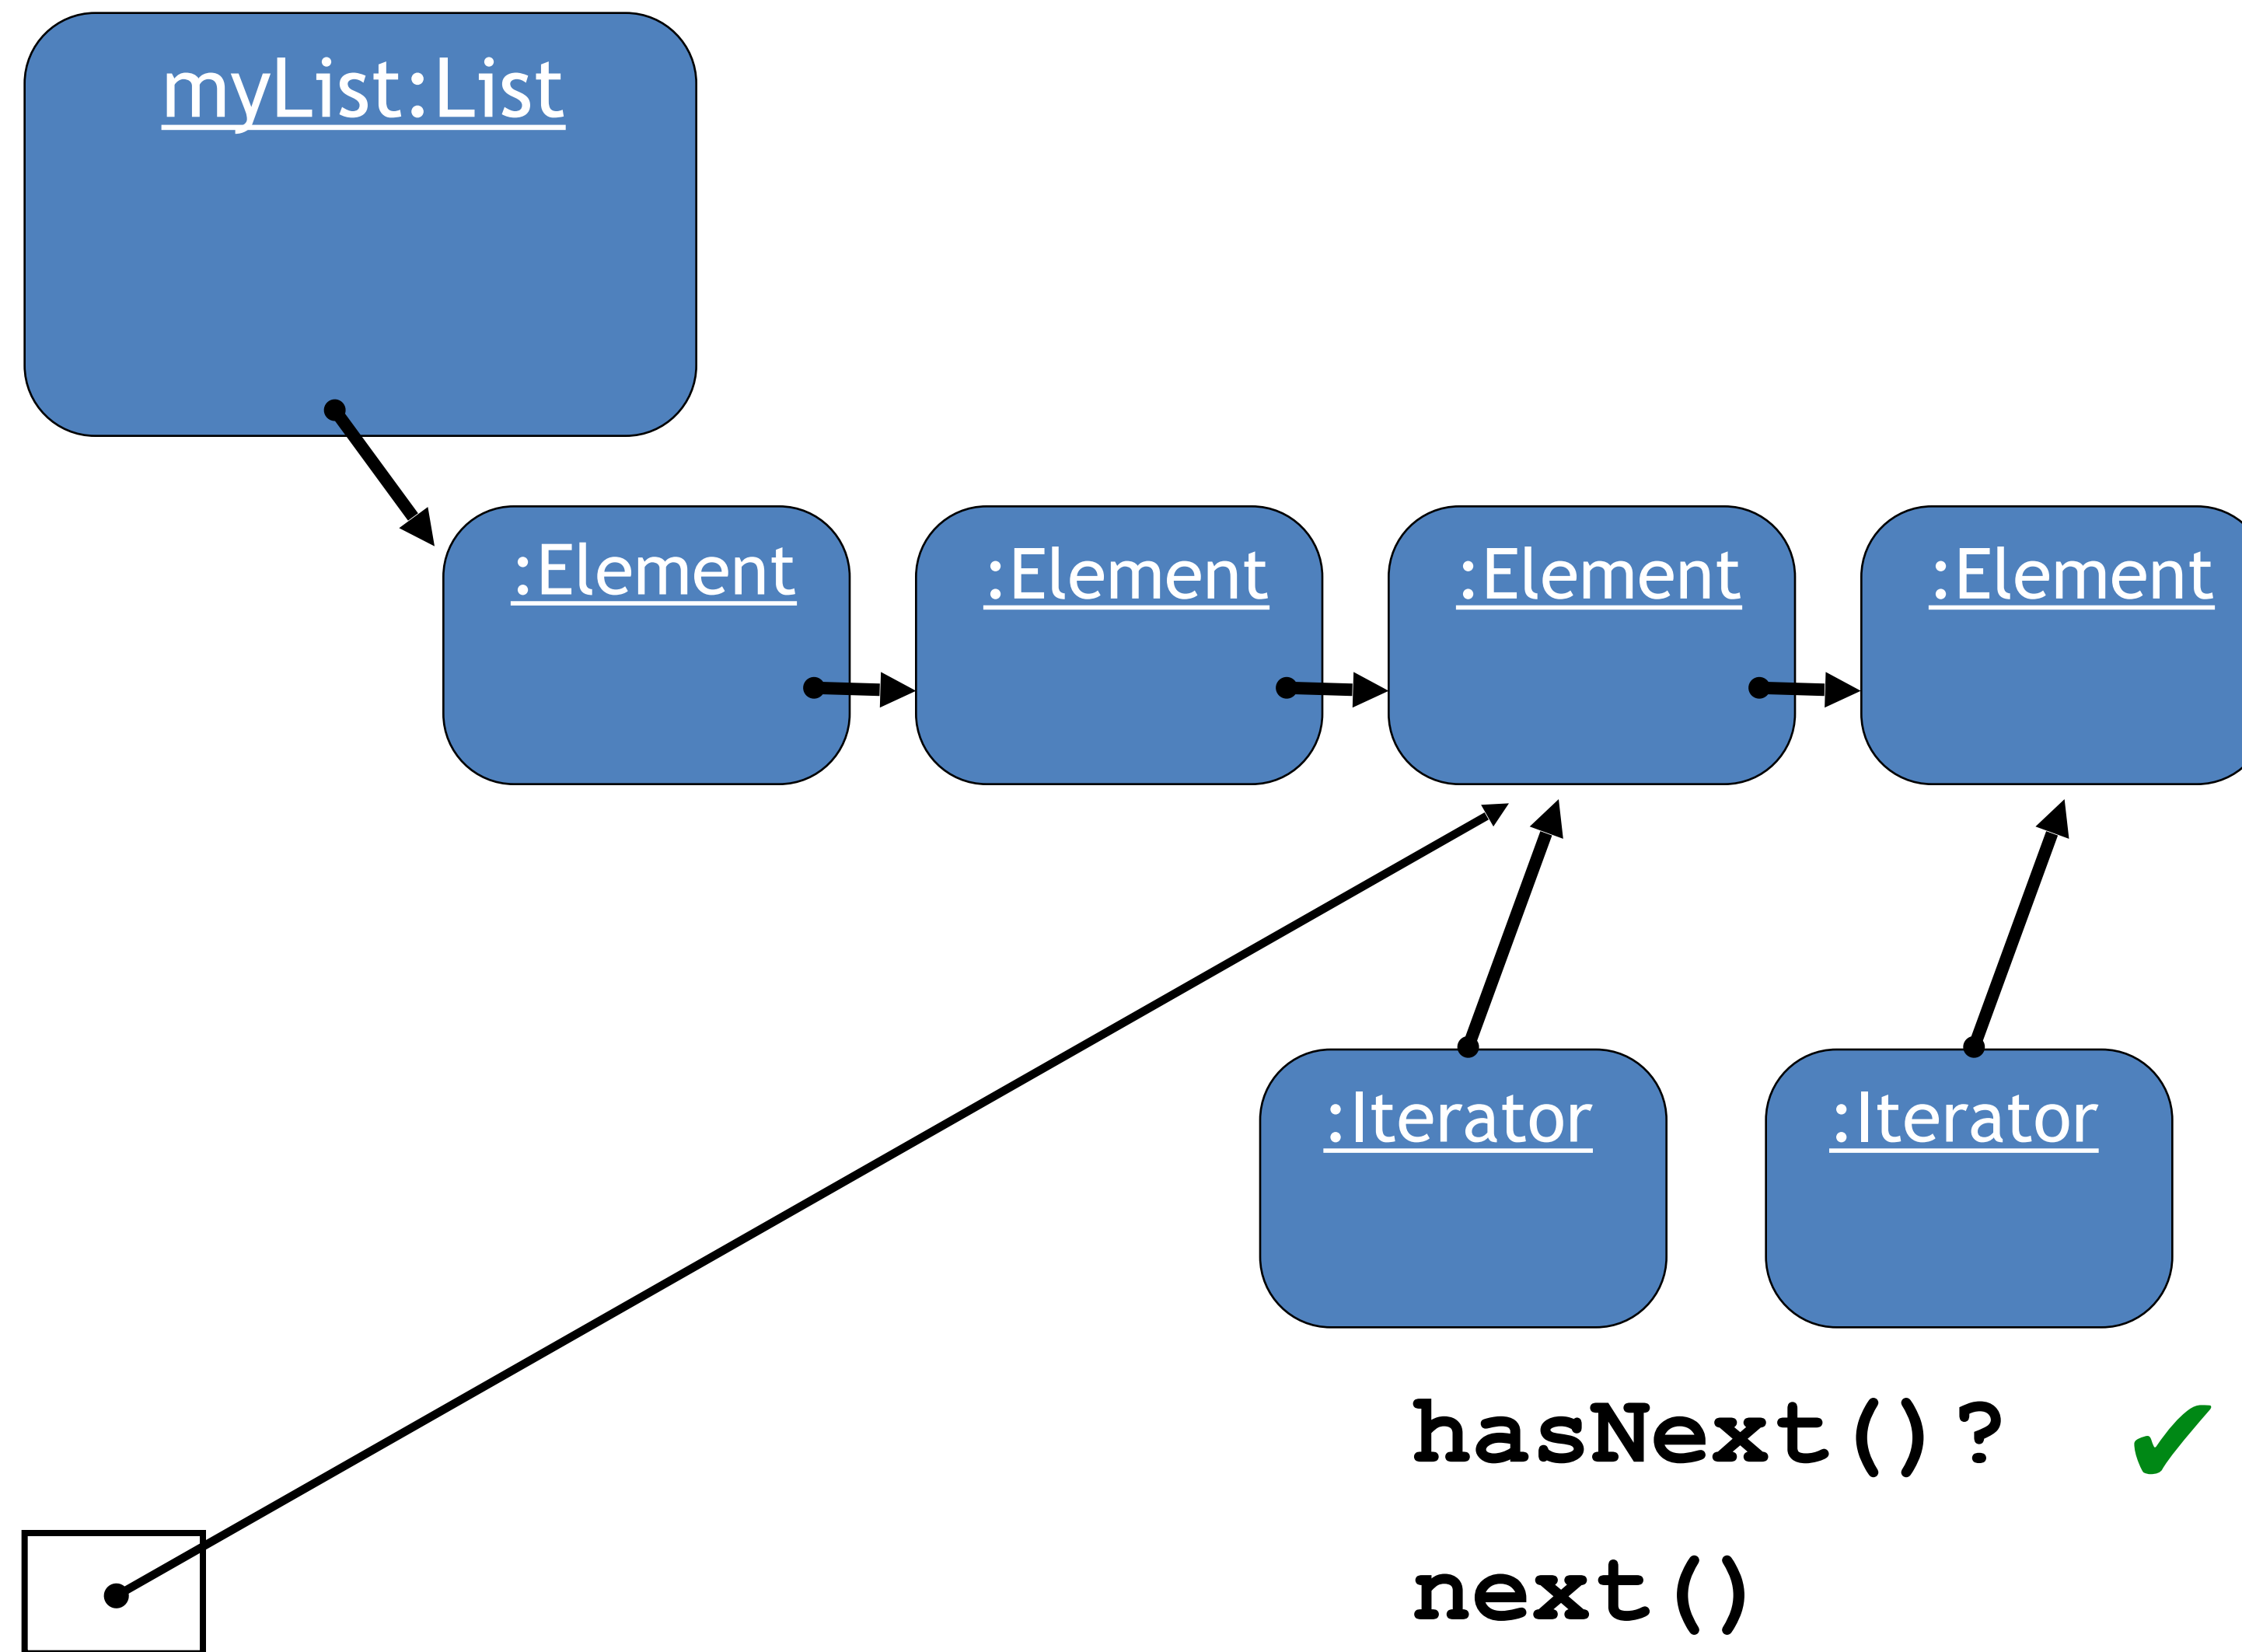 myList:List
:Element
:Element
:Element
:Element
:Iterator
:Iterator
hasNext()? ✔
next()